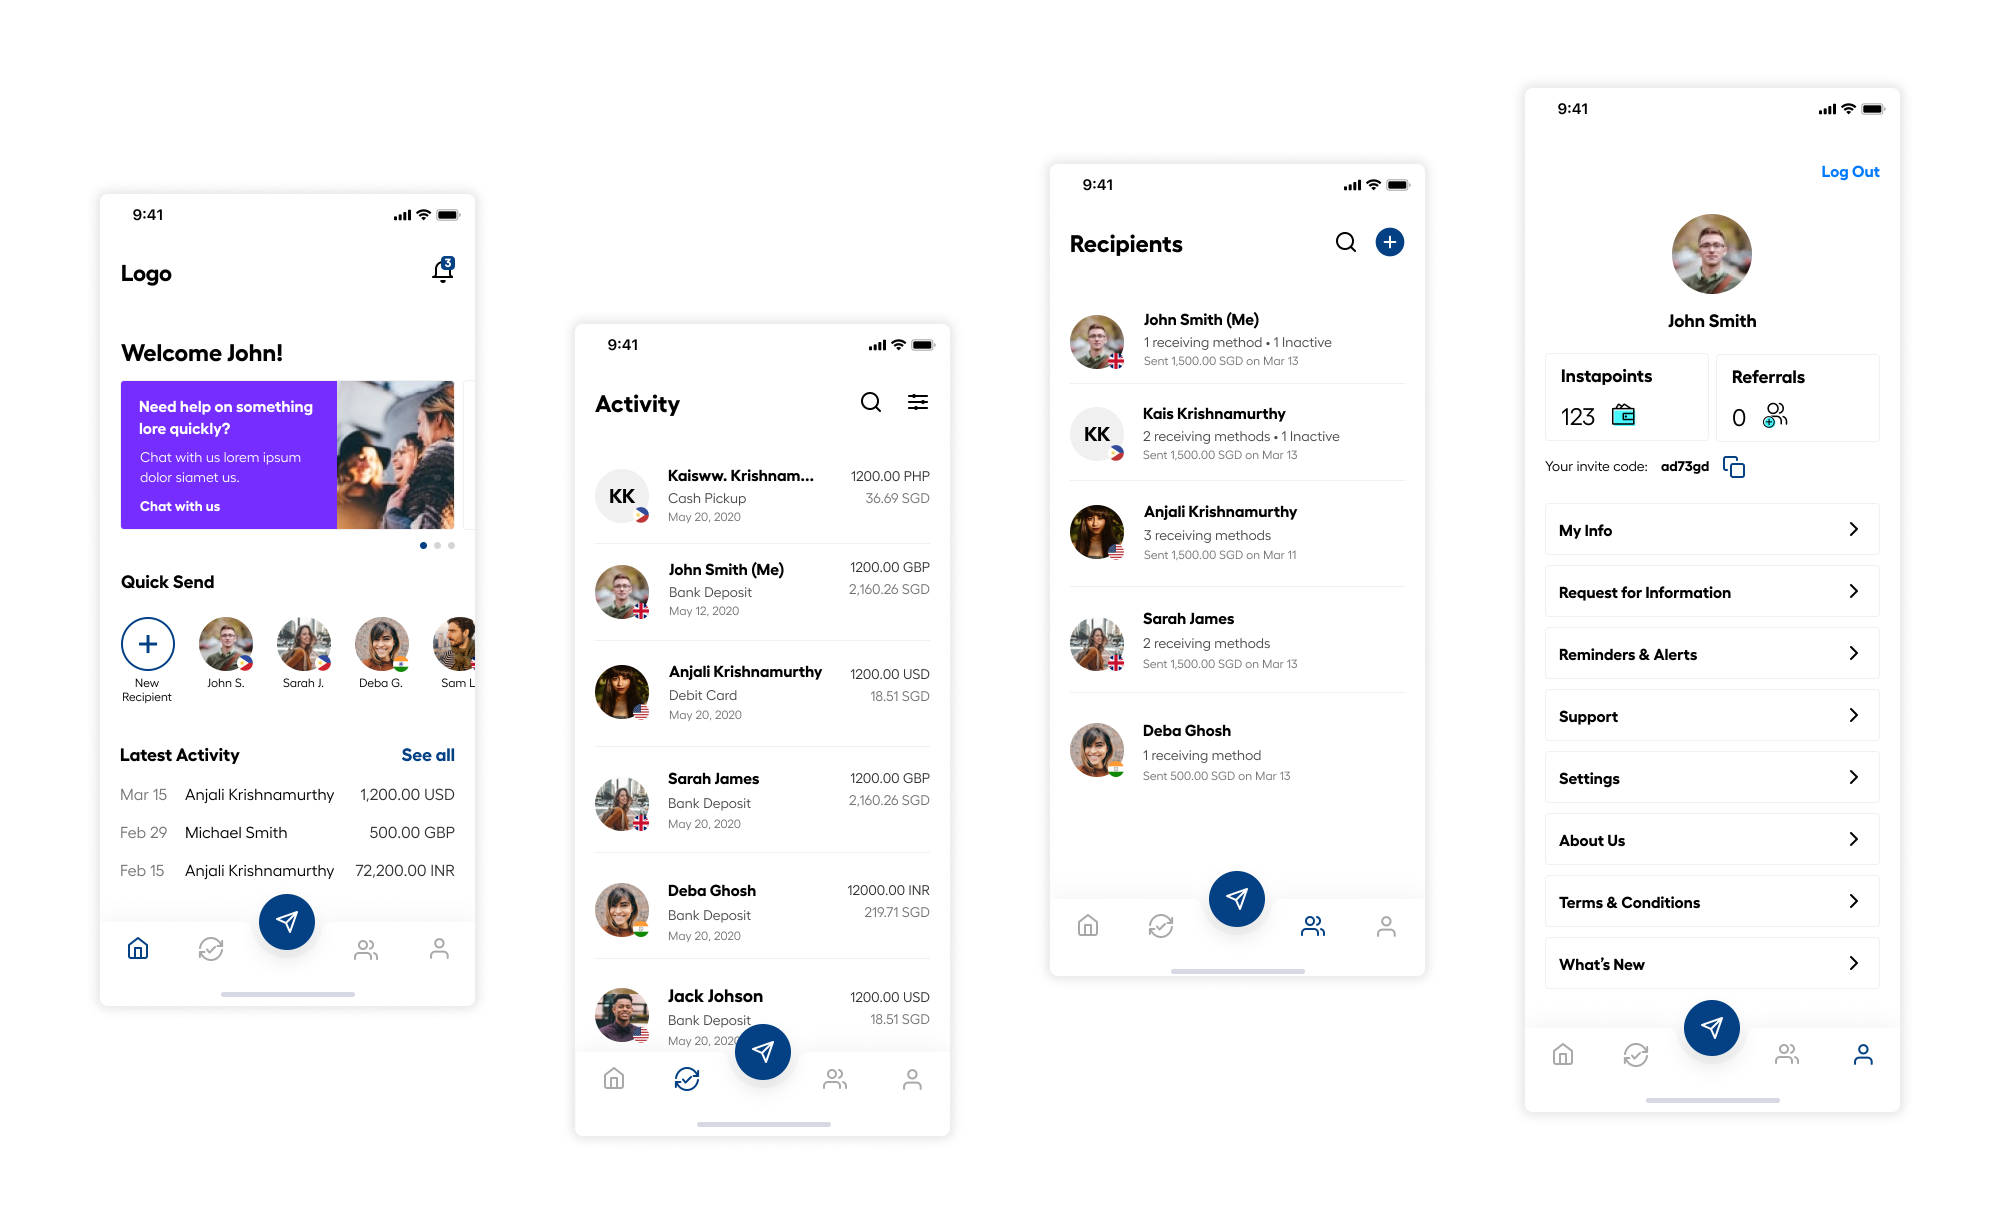 9:41
Logo
3
Welcome John!
Need help on something
lore quickly?
Chat with us lorem ipsum
dolor siamet us.
Chat with us
Quick Send
New
Recipient
John S.
Sarah J.
Deba G.
Sam L
Latest Activity
See all
Mar 15 Anjali Krishnamurthy 1,200.00 USD
Feb 29 Michael Smith 500.00 GBP
Feb 15 Anjali Krishnamurthy 72,200.00 INR
9:41
Activity
KK
Kaisww. Krishnam... 1200.00 PHP
Cash Pickup 36.69 SGD
May 20, 2020
John Smith (Me) 1200.00 GBP
Bank Deposit 2,160.26 SGD
May 12, 2020
Anjali Krishnamurthy 1200.00 USD
Debit Card 18.51 SGD
May 20, 2020
Sarah James 1200.00 GBP
Bank Deposit 2,160.26 SGD
May 20, 2020
Deba Ghosh 12000.00 INR
Bank Deposit 219.71 SGD
May 20, 2020
Jack Johson 1200.00 USD
Bank Deposit 18.51 SGD
May 20, 2020
9:41
Recipients
John Smith (Me)
1 receiving method • 1 Inactive
Sent 1,500.00 SGD on Mar 13
KK
Kais Krishnamurthy
2 receiving methods • 1 Inactive
Sent 1,500.00 SGD on Mar 13
Anjali Krishnamurthy
3 receiving methods
Sent 1,500.00 SGD on Mar 11
Sarah James
2 receiving methods
Sent 1,500.00 SGD on Mar 13
Deba Ghosh
1 receiving method
Sent 500.00 SGD on Mar 13
9:41
Log Out
John Smith
Instapoints
123
Referrals
0
Your invite code: ad73gd
My Info
Request for Information
Reminders & Alerts
Support
Settings
About Us
Terms & Conditions
What's New